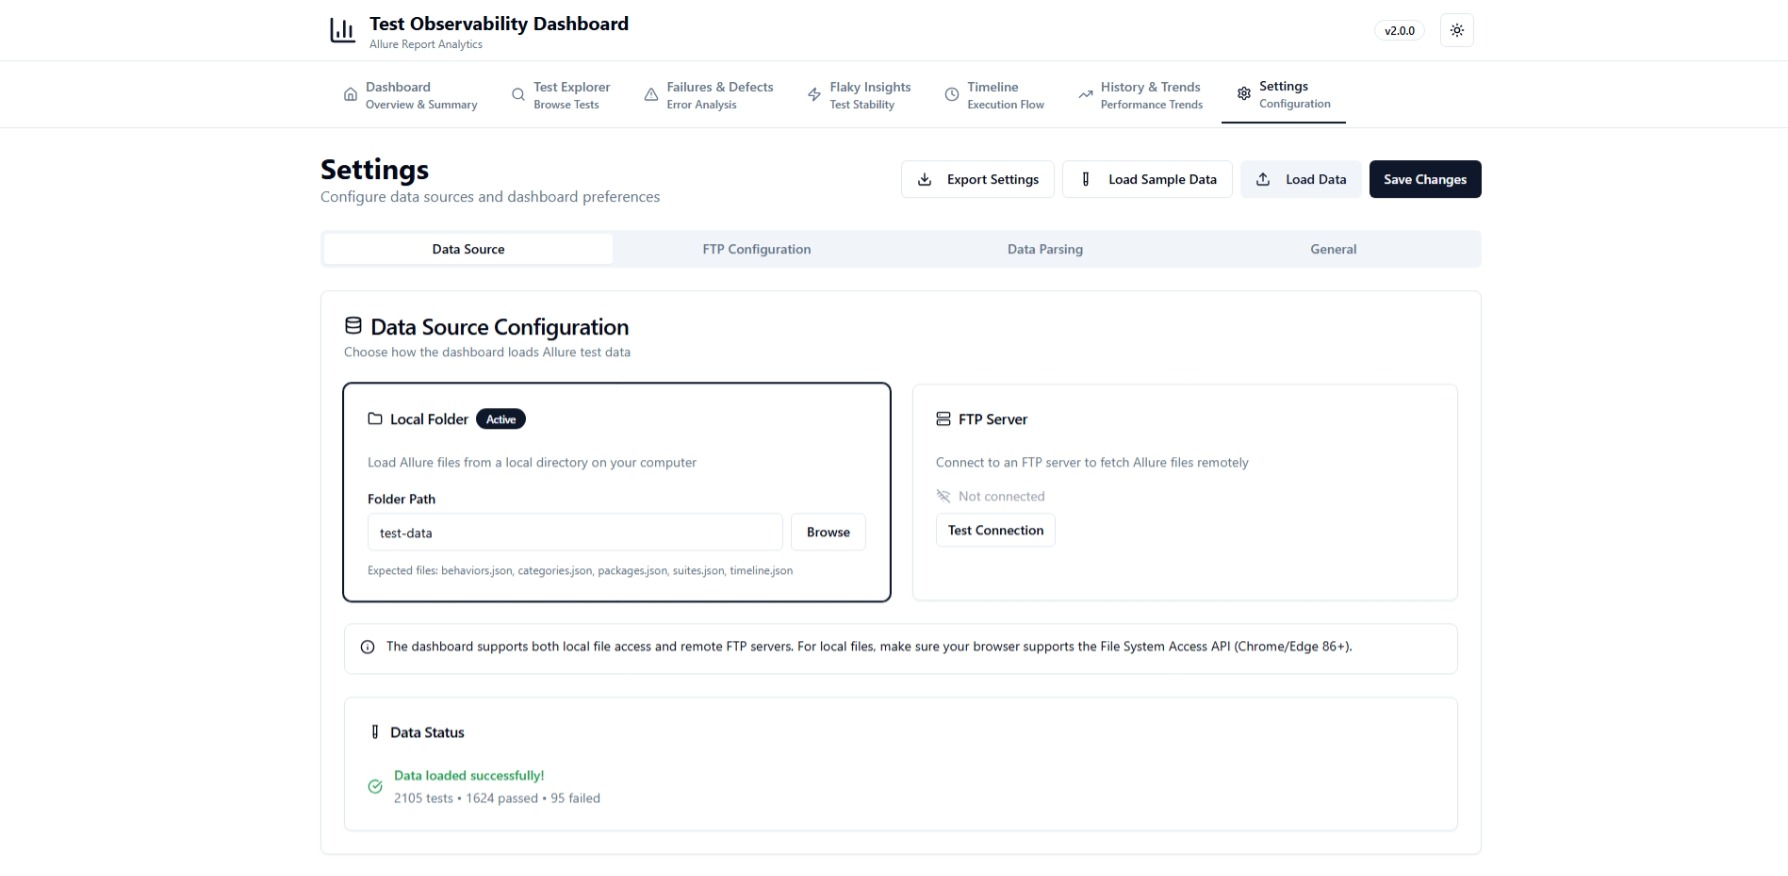 Test Observability Dashboard
Allure Report Analytics
v2.0.0
Dashboard
Overview & Summary
Test Explorer
Browse Tests
Failures & Defects
Error Analysis
Flaky Insights
Test Stability
Timeline
Execution Flow
History & Trends
Performance Trends
Settings
Configuration
Settings
Configure data sources and dashboard preferences
Export Settings
Load Sample Data
Load Data
Save Changes
Data Source
FTP Configuration
Data Parsing
General
Data Source Configuration
Choose how the dashboard loads Allure test data
Local Folder
Active
Load Allure files from a local directory on your computer
Folder Path
test-data
Browse
Expected files: behaviors.json, categories.json, packages.json, suites.json, timeline.json
FTP Server
Connect to an FTP server to fetch Allure files remotely
Not connected
Test Connection
The dashboard supports both local file access and remote FTP servers. For local files, make sure your browser supports the File System Access API (Chrome/Edge 86+).
Data Status
Data loaded successfully!
2105 tests • 1624 passed • 95 failed